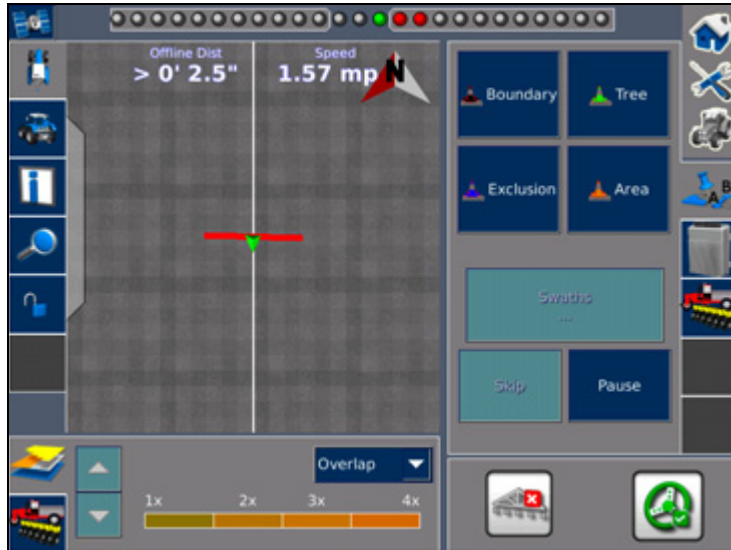 Offline Dist
> 0' 2.5"
Speed
1.57 mp
N
Boundary
Tree
Exclusion
Area
A B
Swaths
...
Skip
Pause
Overlap
1x 2x 3x 4x